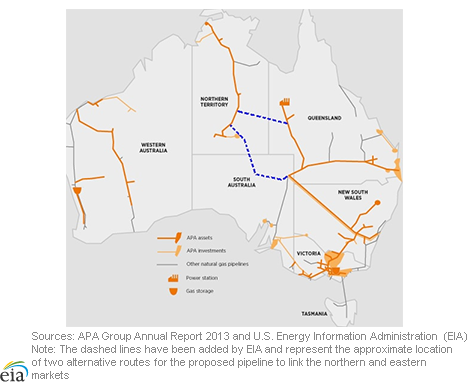 NORTHERN
TERRITORY
QUEENSLAND
WESTERN
AUSTRALIA
SOUTH
AUSTRALIA
NEW SOUTH
WALES
VICTORIA
TASMANIA
APA assets
APA investments
Other natural gas pipelines
Power station
Gas storage
Sources: APA Group Annual Report 2013 and U.S. Energy Information Administration (EIA)
Note: The dashed lines have been added by EIA and represent the approximate location
of two alternative routes for the proposed pipeline to link the northern and eastern
markets
eia